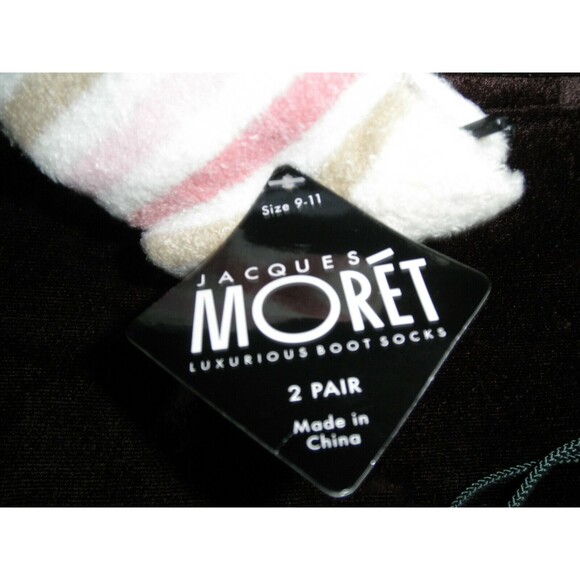 Size 9-11
JACQUES
MORÉT
LUXURIOUS BOOT SOCKS
2 PAIR
Made in
China